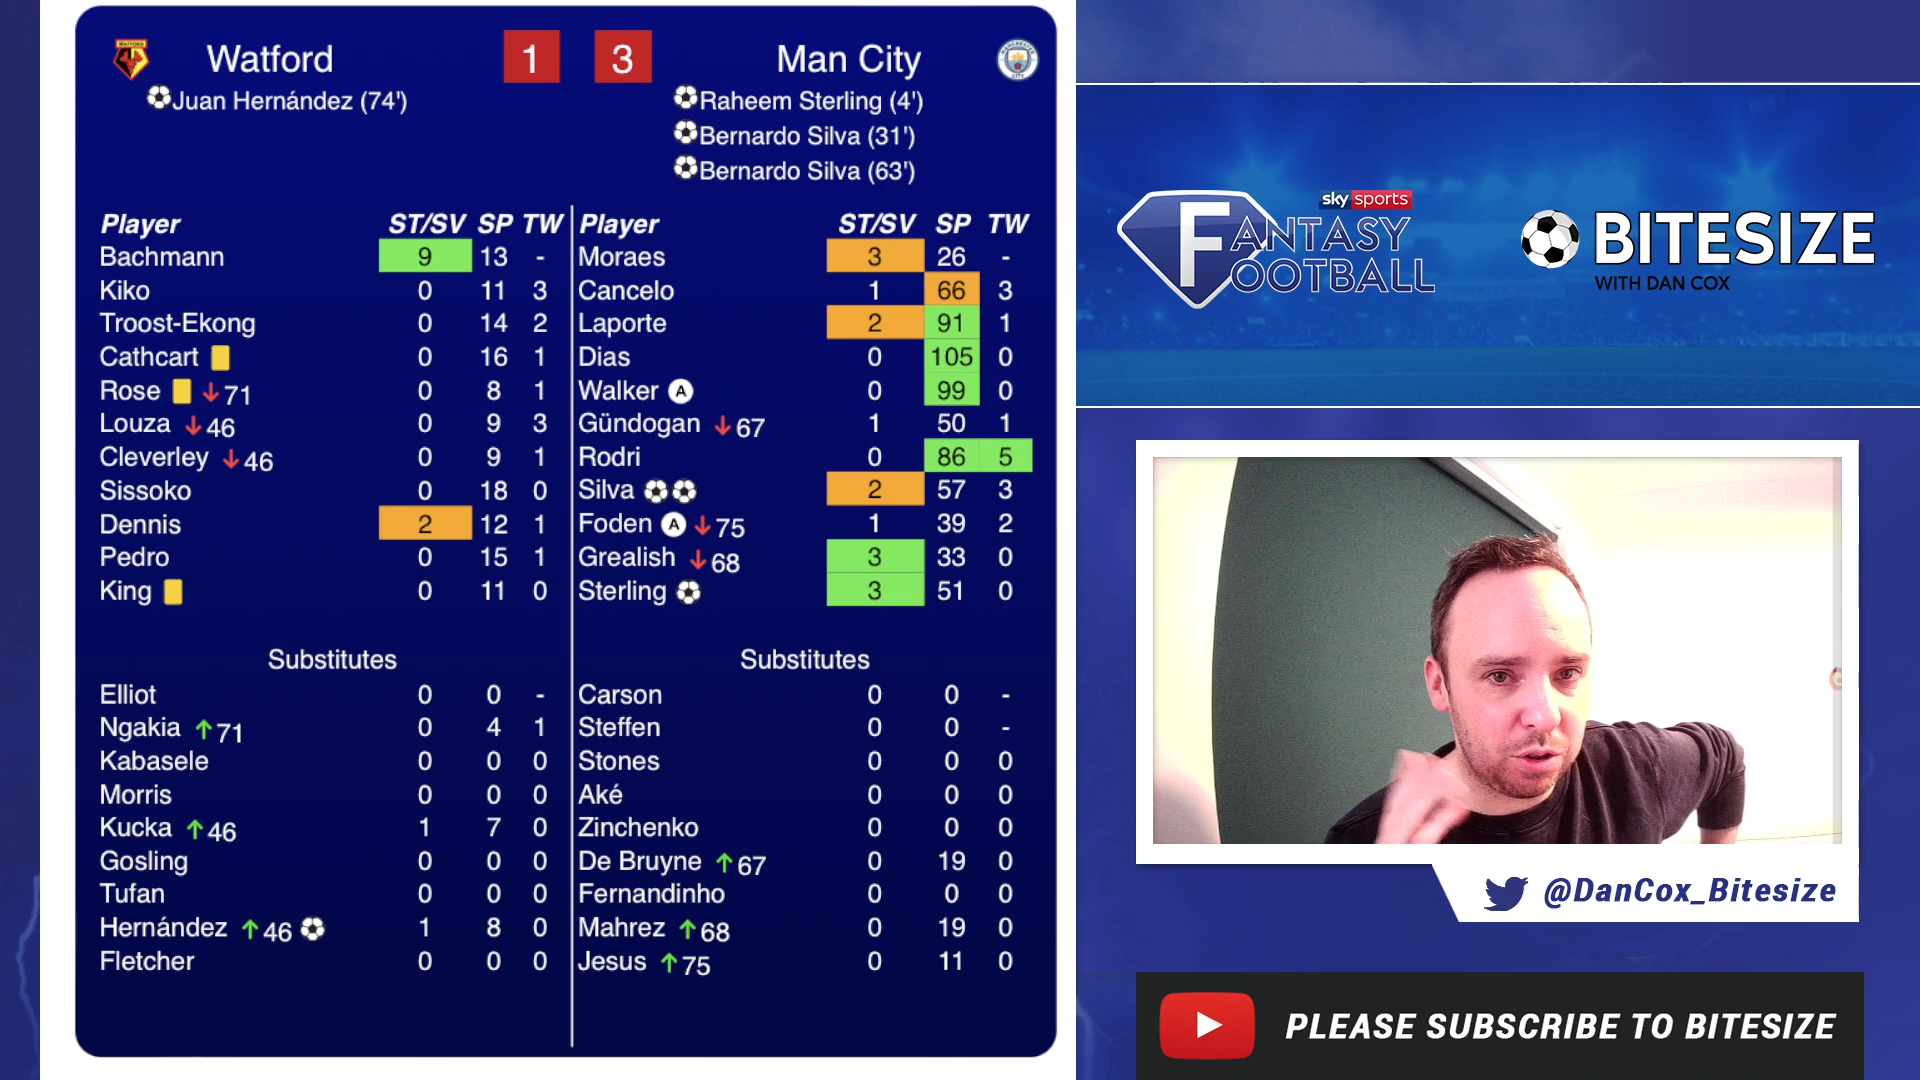 Watford 1 3 Man City
Juan Hernández (74') Raheem Sterling (4')
Bernardo Silva (31')
Bernardo Silva (63')
Player ST/SV SP TW Player ST/SV SP TW
Bachmann 9 13 - Moraes 3 26 -
Kiko 0 11 3 Cancelo 1 66 3
Troost-Ekong 0 14 2 Laporte 2 91 1
Cathcart 0 16 1 Dias 0 105 0
Rose 71 0 8 1 Walker A 0 99 0
Louza 46 0 9 3 Gündogan 67 1 50 1
Cleverley 46 0 9 1 Rodri 0 86 5
Sissoko 0 18 0 Silva 2 57 3
Dennis 2 12 1 Foden A 75 1 39 2
Pedro 0 15 1 Grealish 68 3 33 0
King 0 11 0 Sterling 3 51 0
Substitutes Substitutes
Elliot 0 0 - Carson 0 0 -
Ngakia 71 0 4 1 Steffen 0 0 -
Kabasele 0 0 0 Stones 0 0 0
Morris 0 0 0 Aké 0 0 0
Kucka 46 1 7 0 Zinchenko 0 0 0
Gosling 0 0 0 De Bruyne 67 0 19 0
Tufan 0 0 0 Fernandinho 0 0 0
Hernández 46 1 8 0 Mahrez 68 0 19 0
Fletcher 0 0 0 Jesus 75 0 11 0
sky sports
FANTASY
FOOTBALL
BITESIZE
WITH DAN COX
@DanCox_Bitesize
PLEASE SUBSCRIBE TO BITESIZE